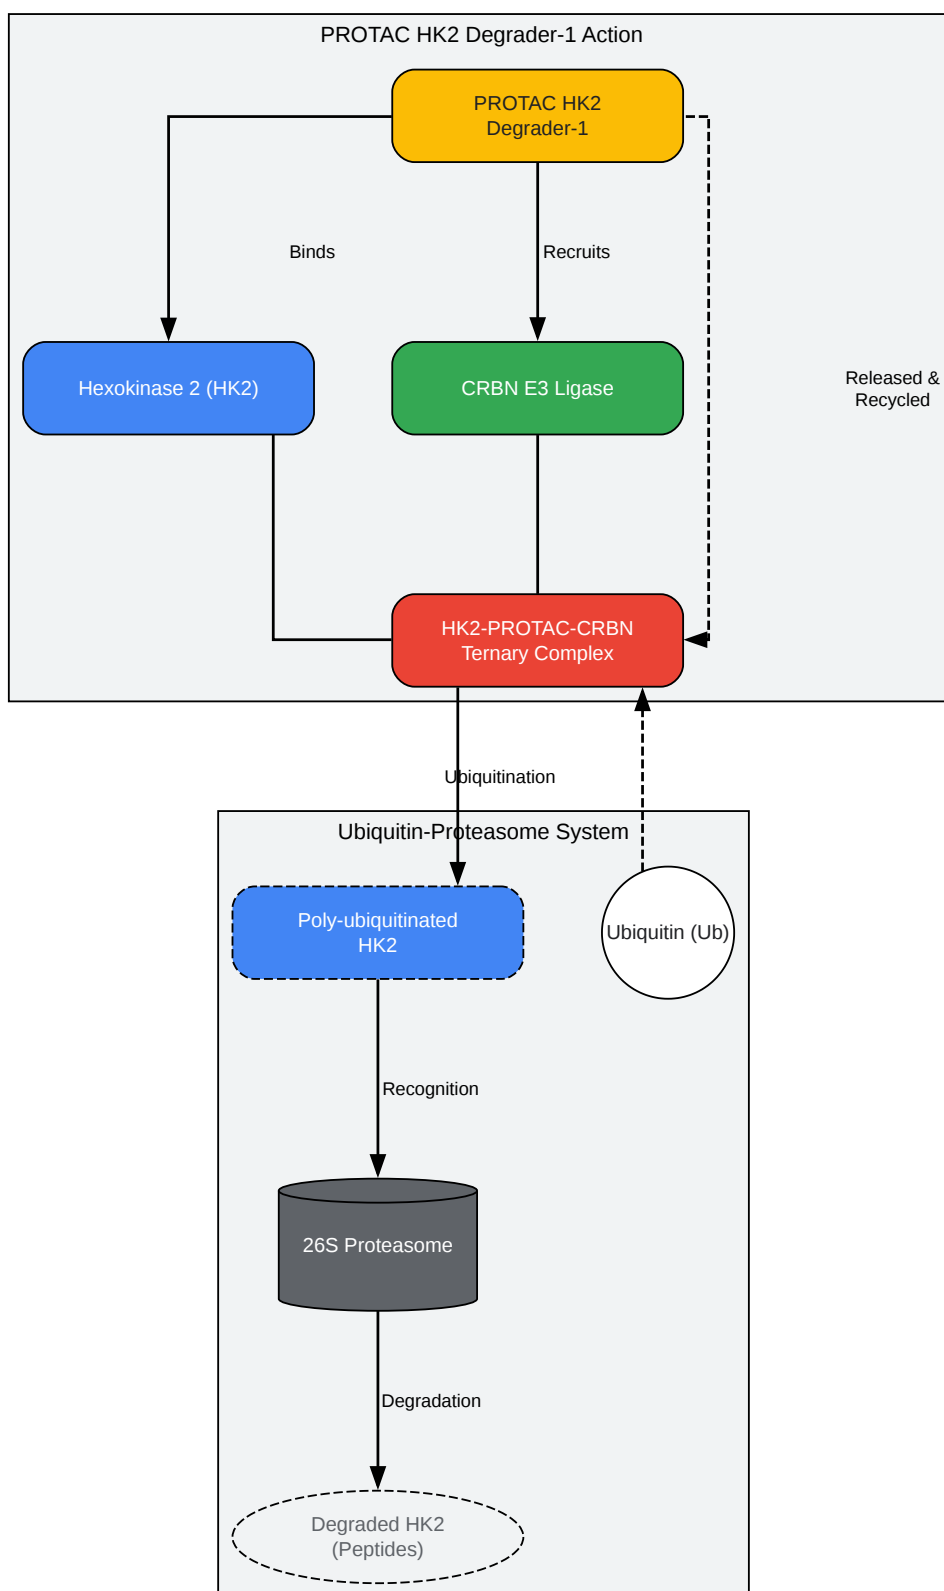 PROTAC HK2 Degrader-1 Action
PROTAC HK2
Degrader-1
Binds
Recruits
Hexokinase 2 (HK2)
CRBN E3 Ligase
Released &
Recycled
HK2-PROTAC-CRBN
Ternary Complex
Ubiquitination
Ubiquitin-Proteasome System
Poly-ubiquitinated
HK2
Ubiquitin (Ub)
Recognition
26S Proteasome
Degradation
Degraded HK2
(Peptides)